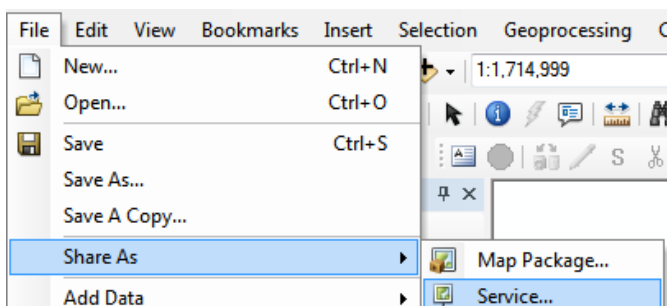 File Edit View Bookmarks Insert Selection Geoprocessing
New... Ctrl+N
1:1,714,999
Open... Ctrl+O
Save Ctrl+S
S
Save As...
Save A Copy...
Share As
Map Package...
Add Data
Service...